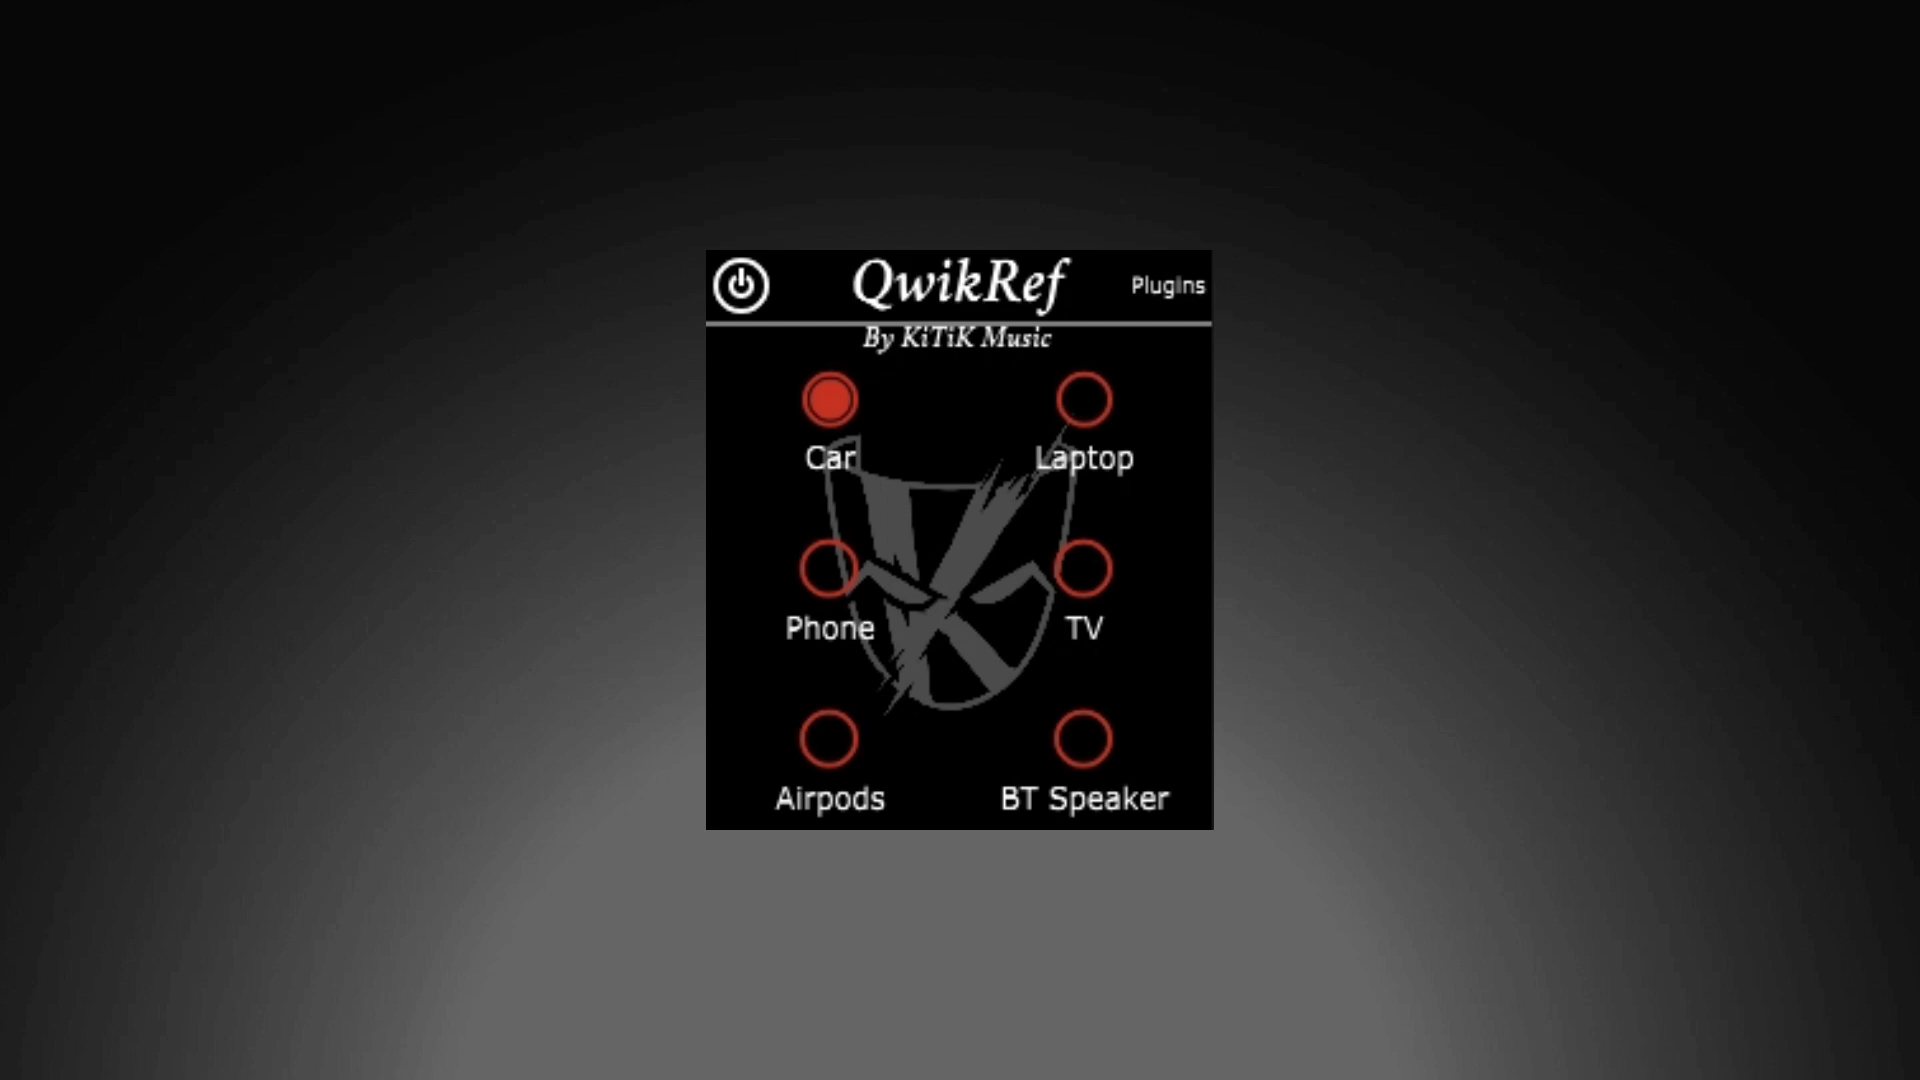 QwikRef
Plugins
By KiTiK Music
Car
Laptop
Phone
TV
Airpods
BT Speaker